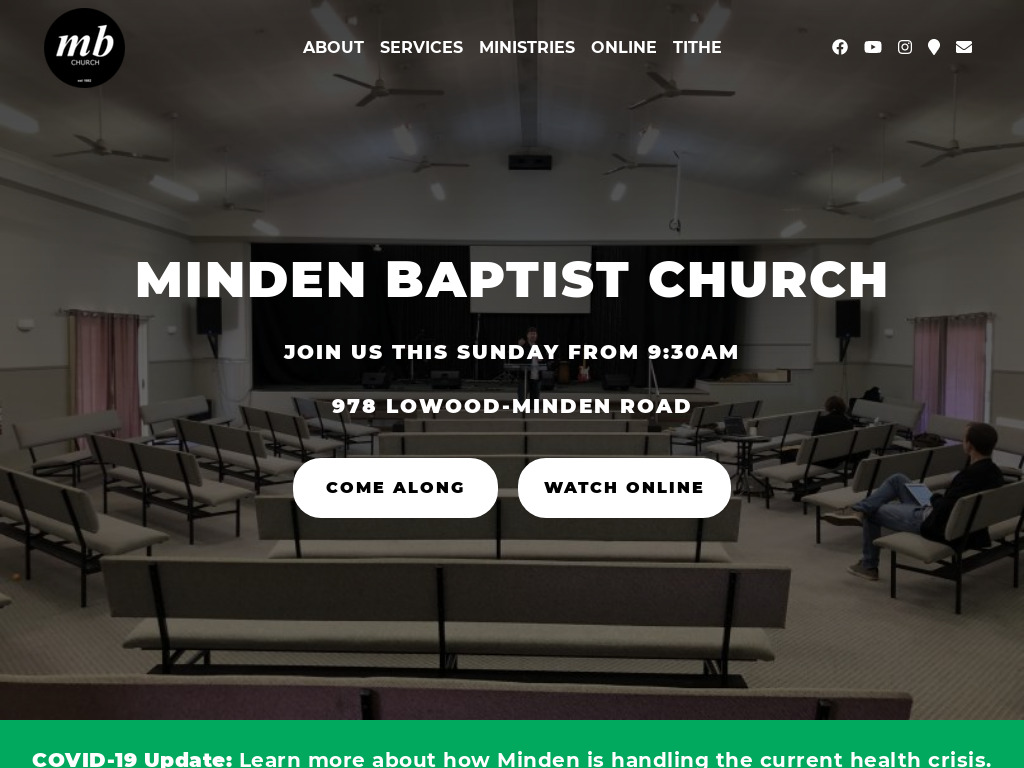 mb
CHURCH
ABOUT SERVICES MINISTRIES ONLINE TITHE
MINDEN BAPTIST CHURCH
JOIN US THIS SUNDAY FROM 9:30AM
978 LOWOOD-MINDEN ROAD
COME ALONG WATCH ONLINE
COVID-19 Update: Learn more about how Minden is handling the current health crisis.